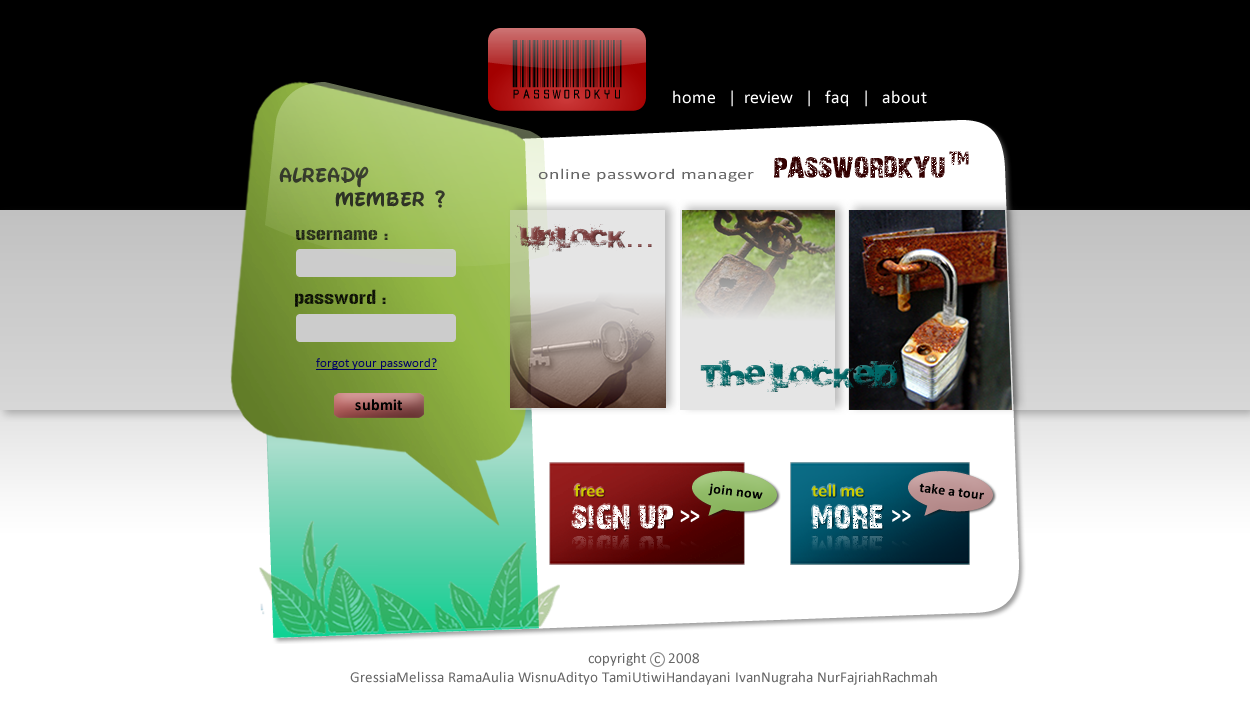 PASSWORDKYU
home | review | faq | about
online password manager PASSWORDKYU™
ALREADY
MEMBER ?
username :
password :
forgot your password?
submit
UnLock...
The Locked
free
SIGN UP >>
join now
tell me
MORE >>
take a tour
copyright © 2008
GressiaMelissa RamaAulia WisnuAdityo TamiUtiwiHandayani IvanNugraha NurFajriahRachmah